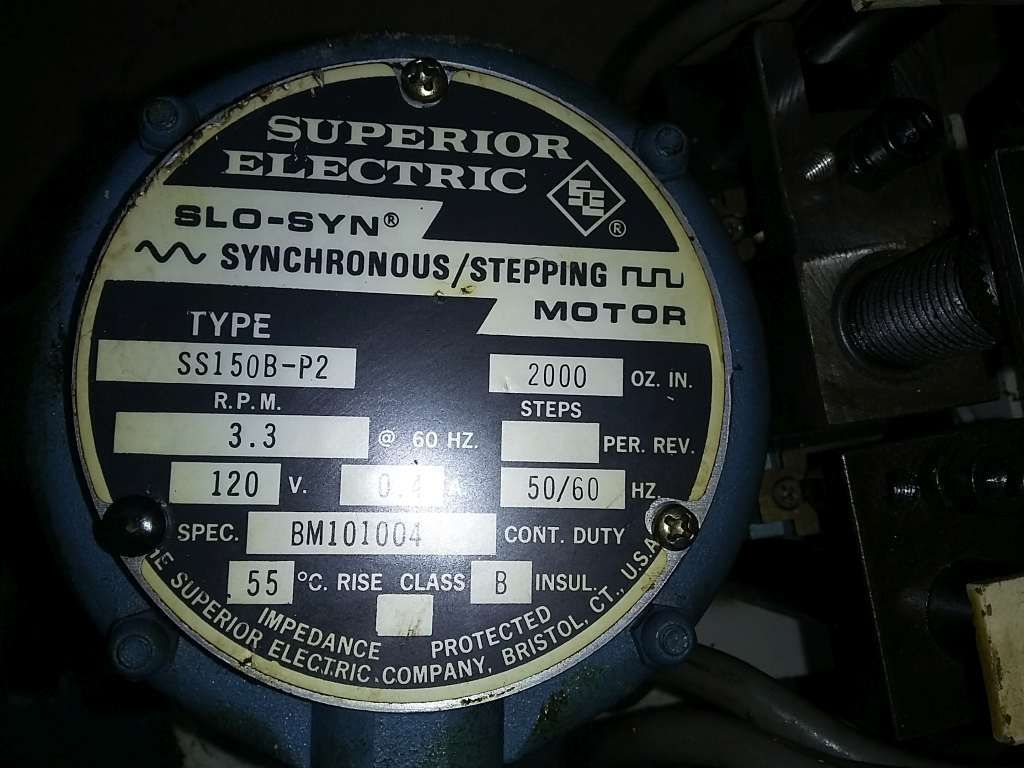 SUPERIOR
ELECTRIC
SE ®
SLO-SYN®
SYNCHRONOUS/STEPPING
MOTOR
TYPE
SS150B-P2 2000 OZ. IN.
R.P.M. STEPS
3.3 @ 60 HZ. PER. REV.
120 V. 50/60 HZ.
SPEC. BM101004 CONT. DUTY
55 °C. RISE CLASS B INSUL.
IMPEDANCE PROTECTED
SUPERIOR ELECTRIC COMPANY, BRISTOL, CT., U.S.A.